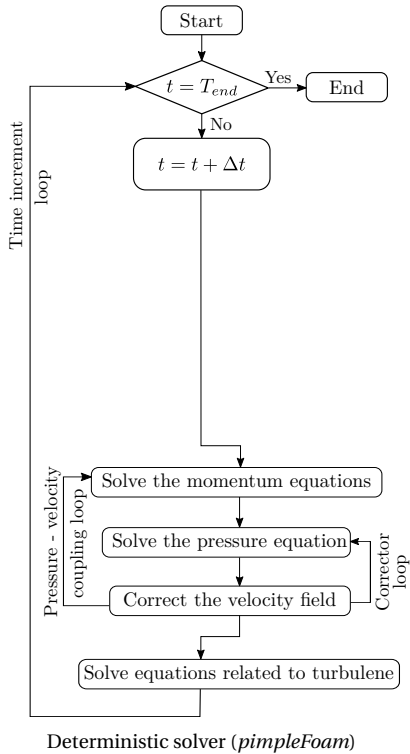 Start
t = T_end
Yes
End
No
t = t + Δt
Time increment
loop
Solve the momentum equations
Pressure - velocity
coupling loop
Solve the pressure equation
Corrector
loop
Correct the velocity field
Solve equations related to turbulene
Deterministic solver (pimpleFoam)